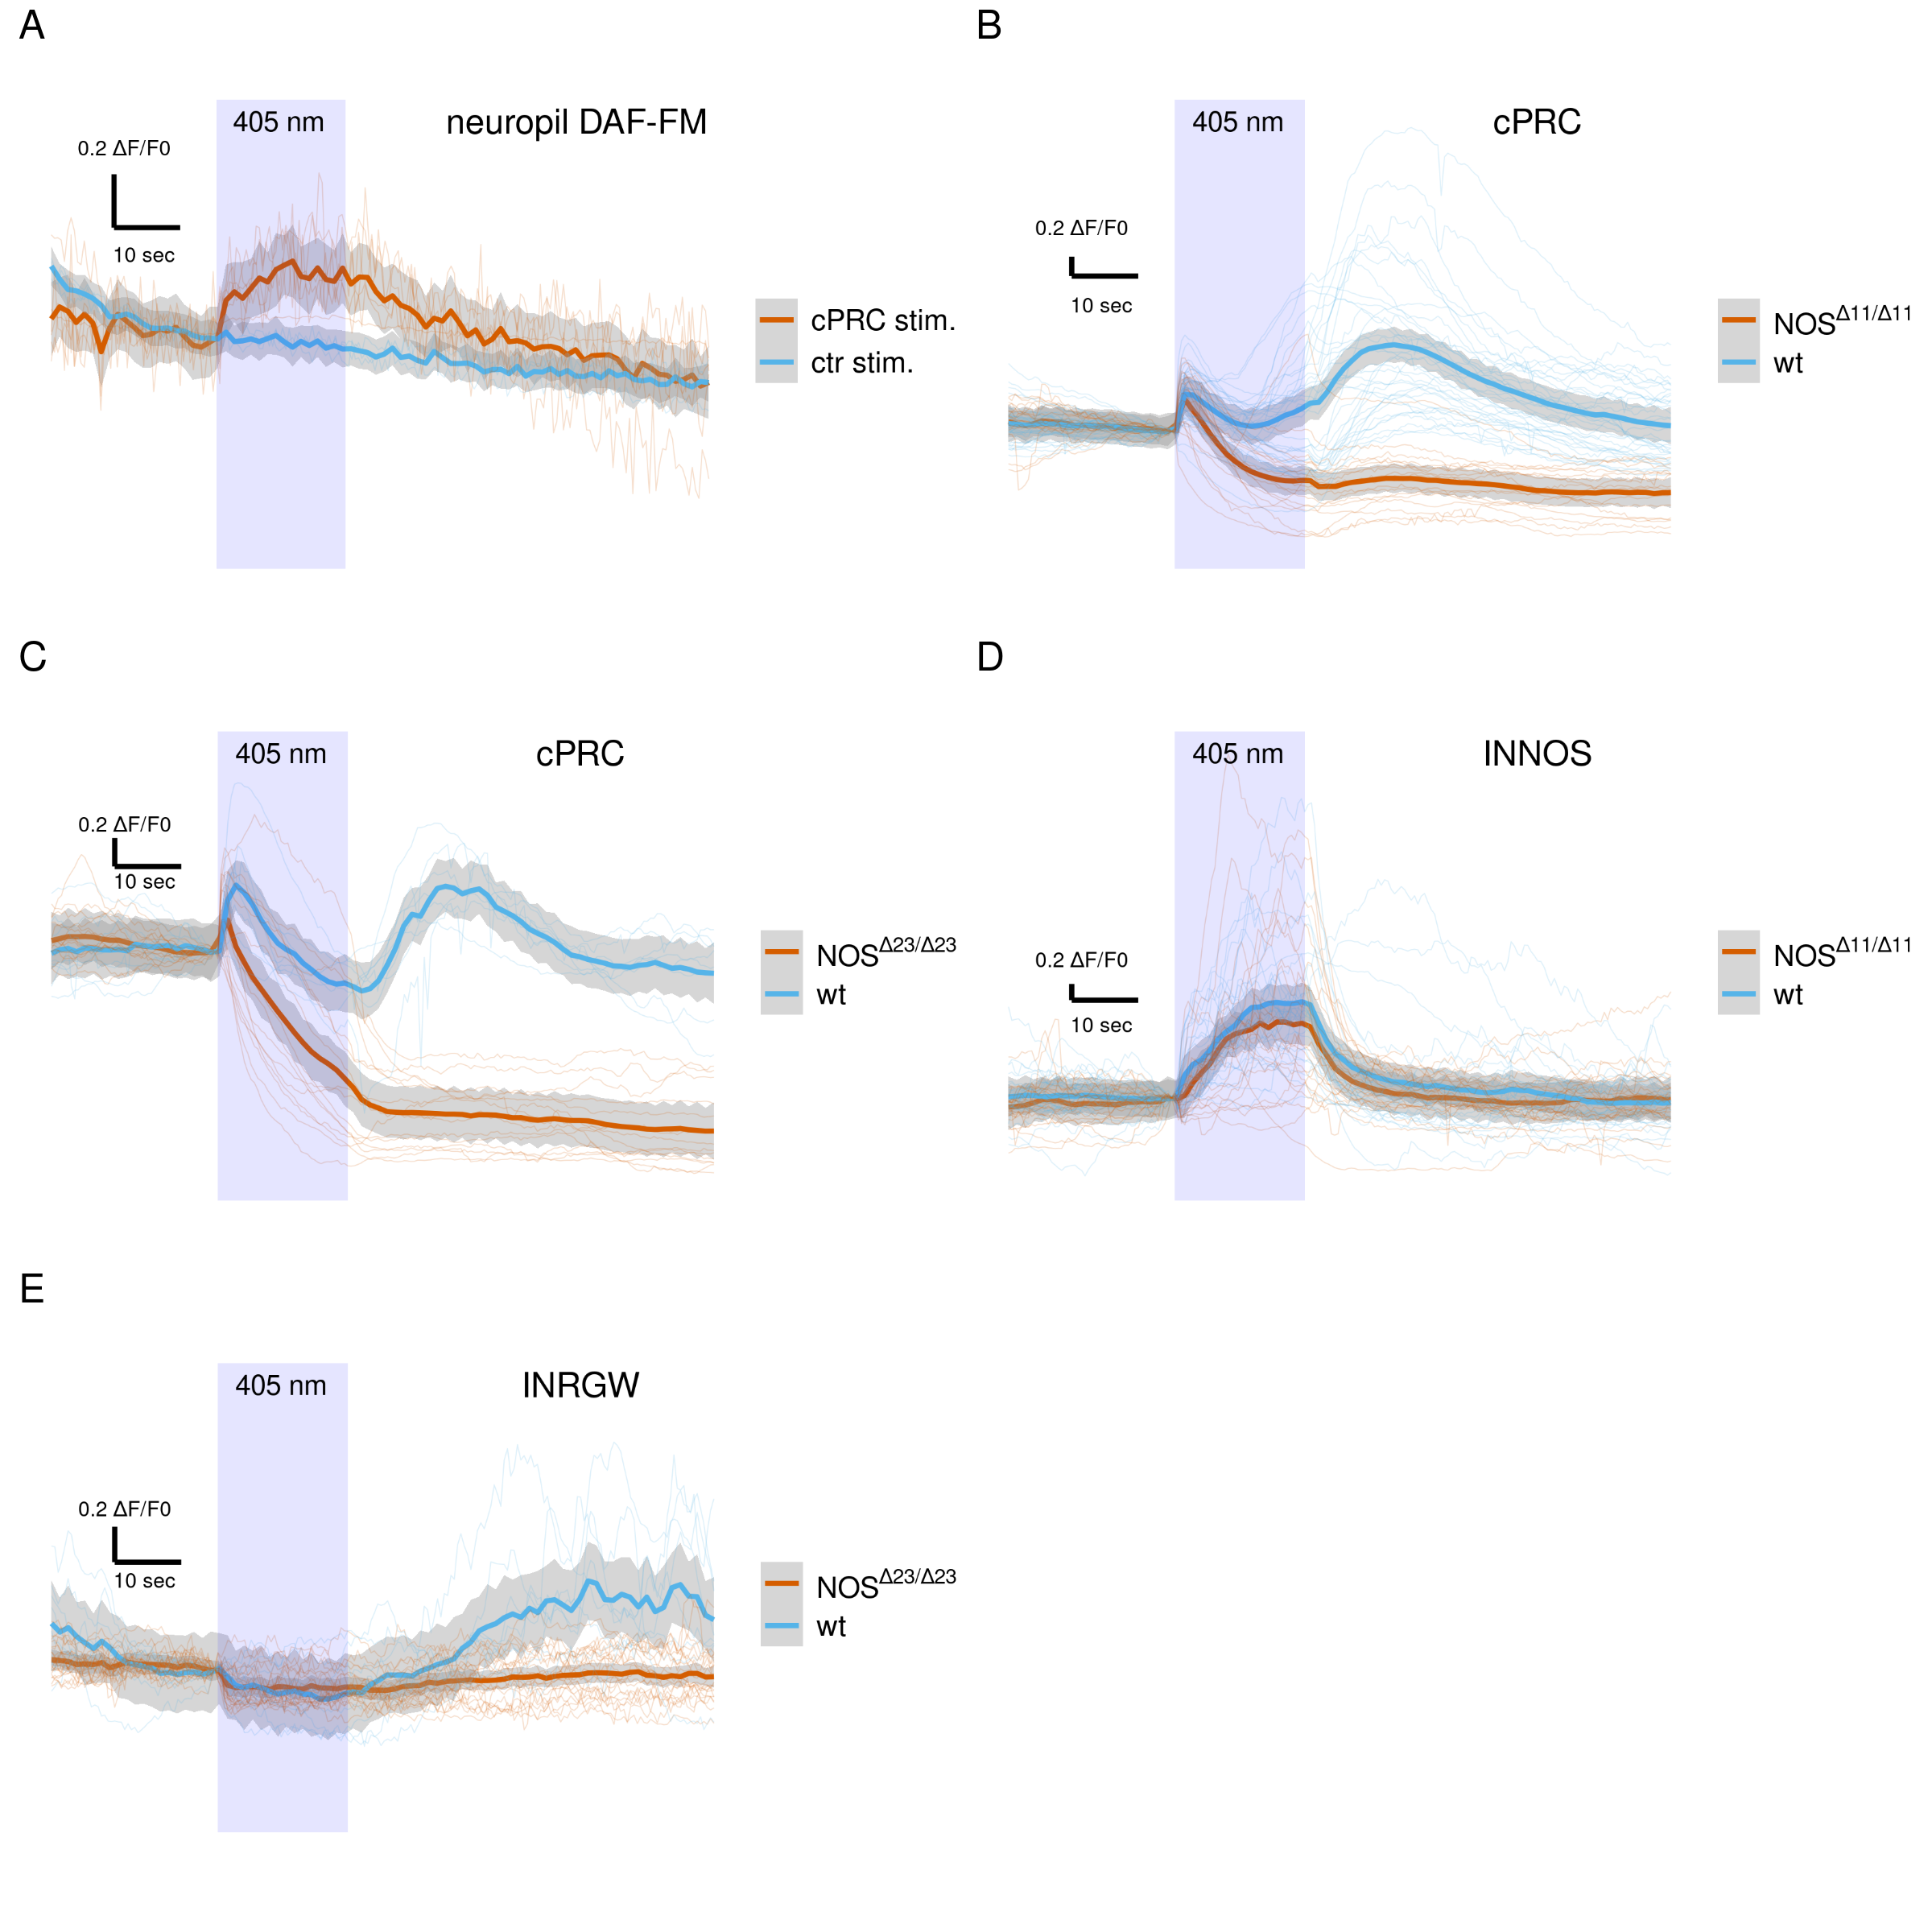 A
405 nm
neuropil DAF-FM
0.2 ΔF/F0
10 sec
cPRC stim.
ctr stim.
B
405 nm
cPRC
0.2 ΔF/F0
10 sec
NOSΔ11/Δ11
wt
C
405 nm
cPRC
0.2 ΔF/F0
10 sec
NOSΔ23/Δ23
wt
D
405 nm
INNOS
0.2 ΔF/F0
10 sec
NOSΔ11/Δ11
wt
E
405 nm
INRGW
0.2 ΔF/F0
10 sec
NOSΔ23/Δ23
wt